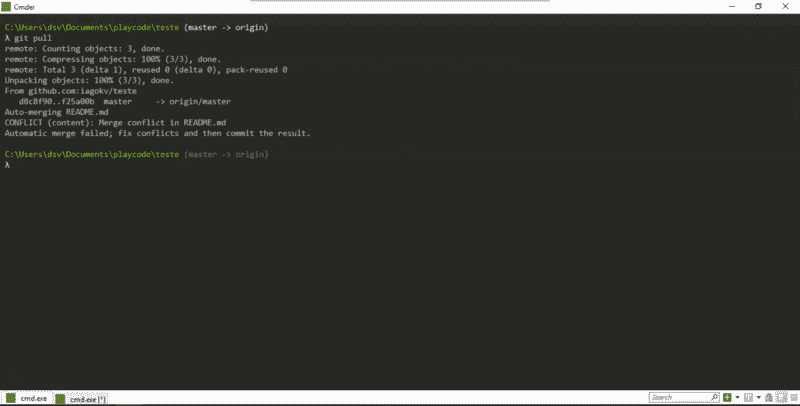 Cmder
C:\Users\dsv\Documents\playcode\teste (master -> origin)
λ git pull
remote: Counting objects: 3, done.
remote: Compressing objects: 100% (3/3), done.
remote: Total 3 (delta 1), reused 0 (delta 0), pack-reused 0
Unpacking objects: 100% (3/3), done.
From github.com:iagokv/teste
d8c8f90..f25a00b master -> origin/master
Auto-merging README.md
CONFLICT (content): Merge conflict in README.md
Automatic merge failed; fix conflicts and then commit the result.
C:\Users\dsv\Documents\playcode\teste (master -> origin)
λ
cmd.exe cmd.exe [*] Search